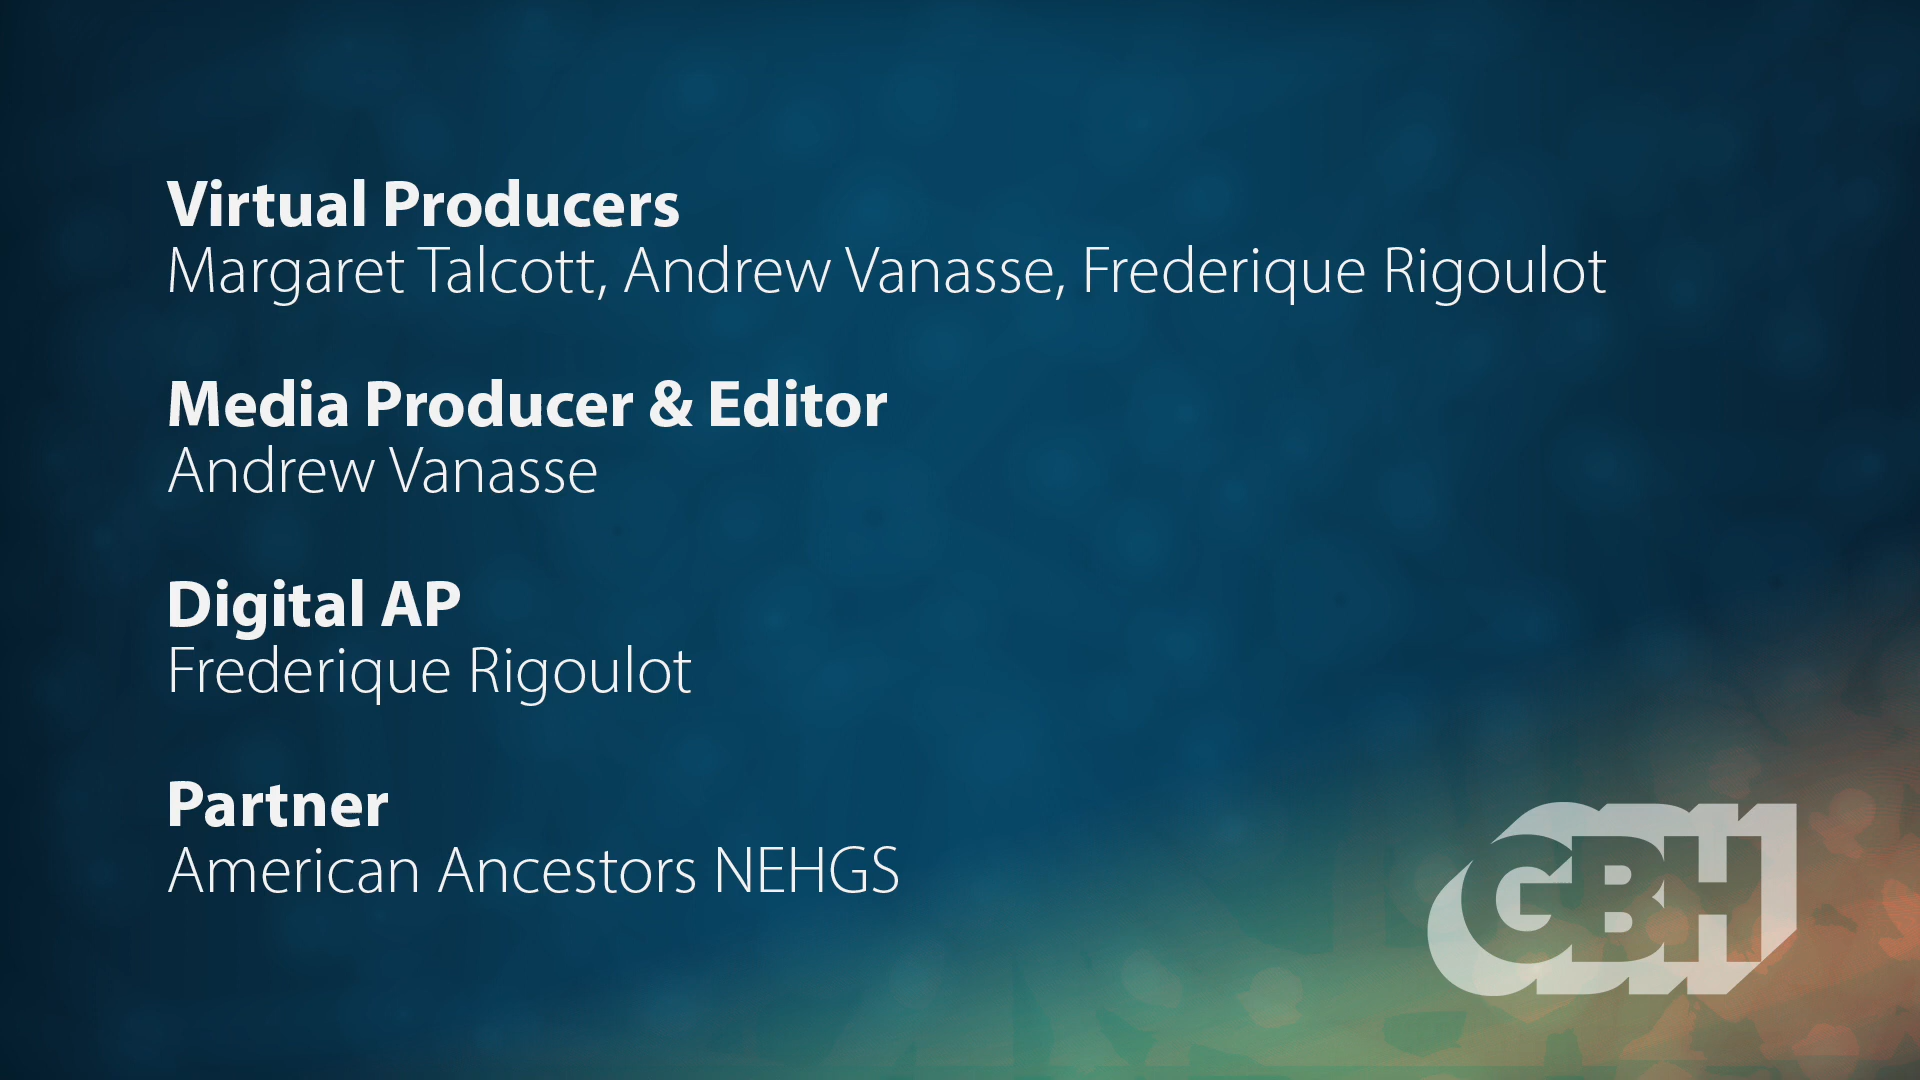 Virtual Producers
Margaret Talcott, Andrew Vanasse, Frederique Rigoulot
Media Producer & Editor
Andrew Vanasse
Digital AP
Frederique Rigoulot
Partner
American Ancestors NEHGS
GBH